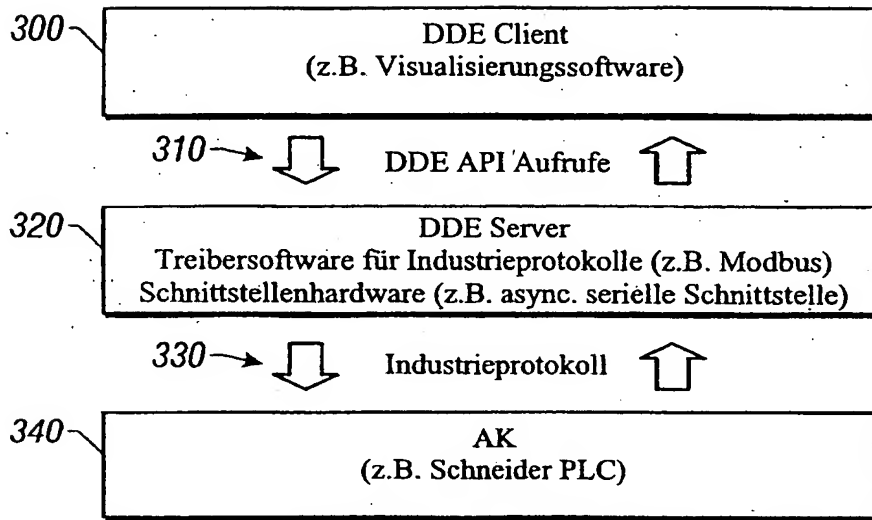 300
DDE Client
(z.B. Visualisierungssoftware)
310
DDE API Aufrufe
320
DDE Server
Treibersoftware für Industrieprotokolle (z.B. Modbus)
Schnittstellenhardware (z.B. async. serielle Schnittstelle)
330
Industrieprotokoll
340
AK
(z.B. Schneider PLC)